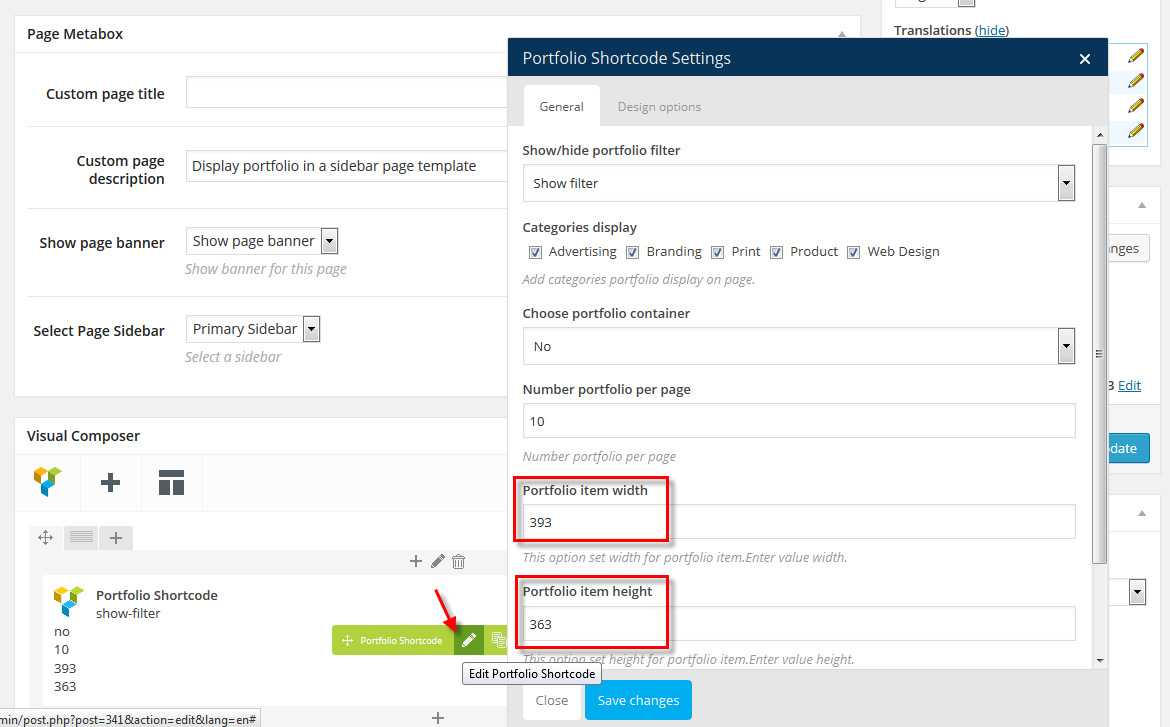 Page Metabox
Custom page title
Custom page
description
Display portfolio in a sidebar page template
Show page banner
Show page banner
Show banner for this page
Select Page Sidebar
Primary Sidebar
Select a sidebar
Visual Composer
Portfolio Shortcode
show-filter
no
10
393
363
Portfolio Shortcode
Edit Portfolio Shortcode
min/post.php?post=341&action=edit&lang=en#
Portfolio Shortcode Settings
General
Design options
Show/hide portfolio filter
Show filter
Categories display
Advertising Branding Print Product Web Design
Add categories portfolio display on page.
Choose portfolio container
No
Number portfolio per page
10
Number portfolio per page
Portfolio item width
393
This option set width for portfolio item.Enter value width.
Portfolio item height
363
This option set height for portfolio item.Enter value height.
Close
Save changes
Translations (hide)
nges
3 Edit
date